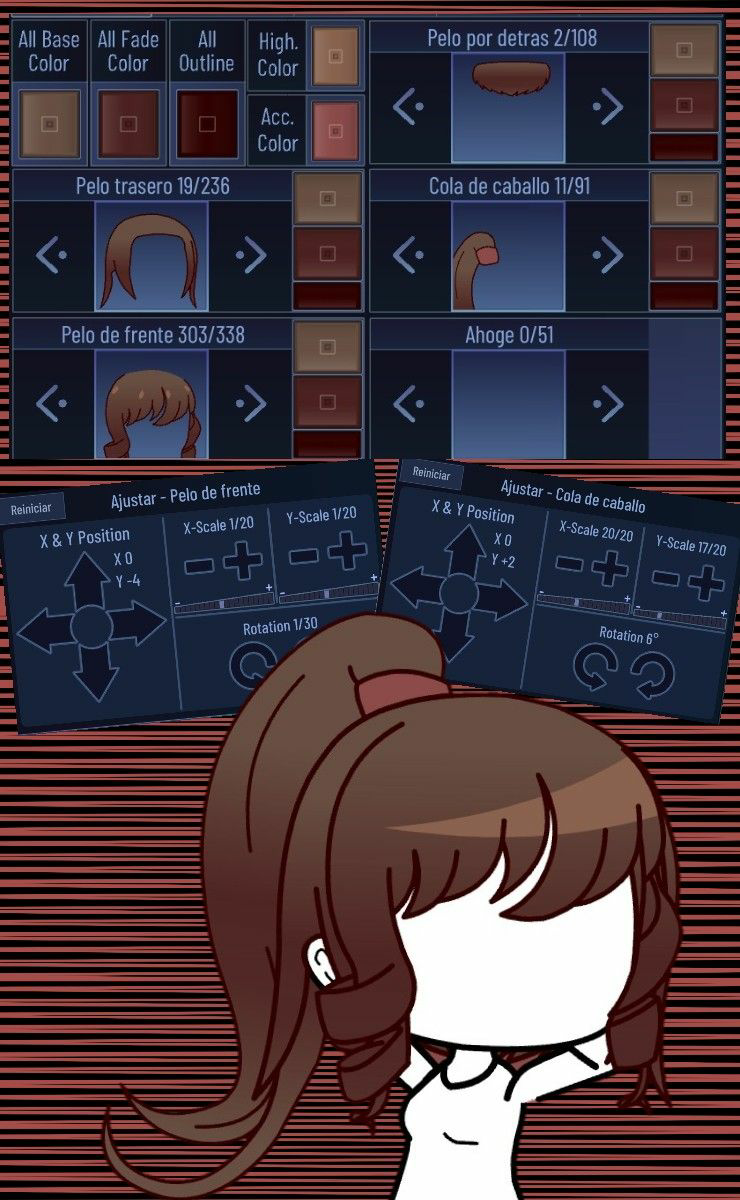 All Base
Color
All Fade
Color
All
Outline
High.
Color
Acc.
Color
Pelo por detras 2/108
Pelo trasero 19/236
Cola de caballo 11/91
Pelo de frente 303/338
Ahoge 0/51
Reiniciar
Ajustar - Pelo de frente
X & Y Position
X 0
Y -4
X-Scale 1/20
Y-Scale 1/20
- +
- +
Rotation 1/30
Reiniciar
Ajustar - Cola de caballo
X & Y Position
X 0
Y +2
X-Scale 20/20
Y-Scale 17/20
- +
- +
Rotation 6°